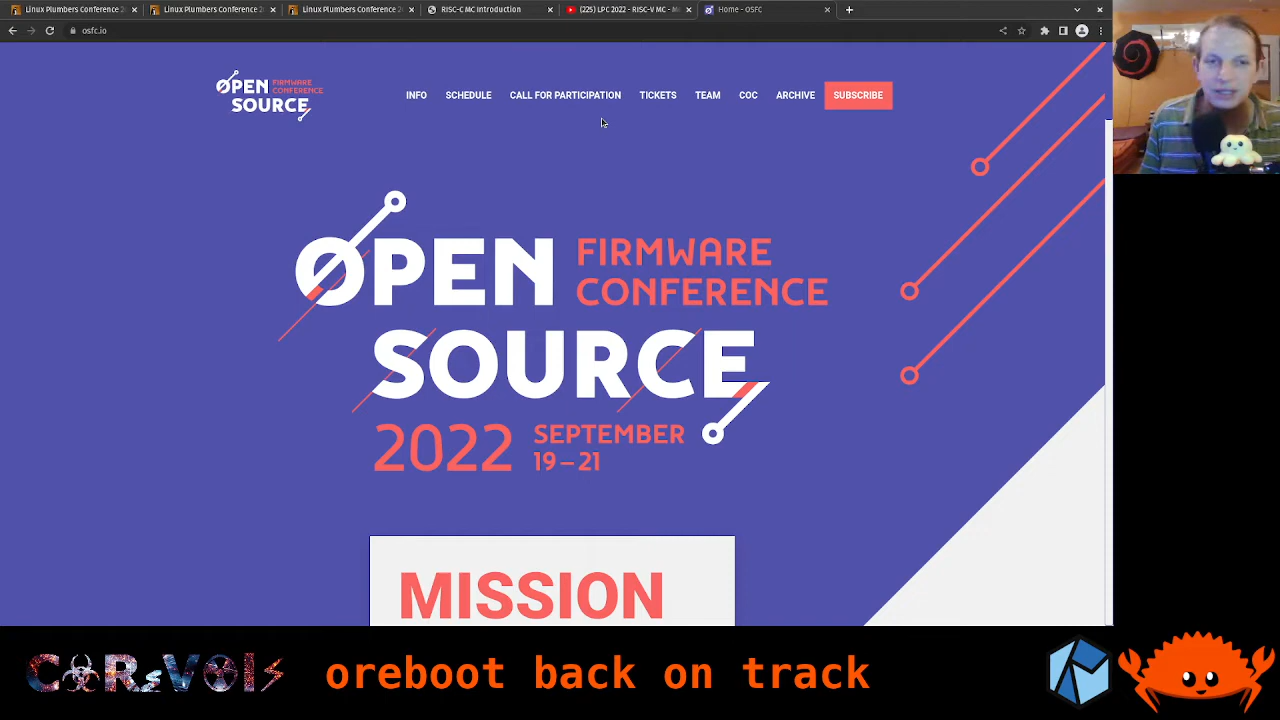 Linux Plumbers Conference 2
Linux Plumbers Conference 2
Linux Plumbers Conference 2
RISC-C MC Introduction
(225) LPC 2022 - RISC-V MC - M
Home - OSFC
osfc.io
OPEN FIRMWARE CONFERENCE SOURCE
INFO SCHEDULE CALL FOR PARTICIPATION TICKETS TEAM COC ARCHIVE SUBSCRIBE
OPEN FIRMWARE
CONFERENCE
SOURCE
2022 SEPTEMBER
19–21
MISSION
oreboot back on track